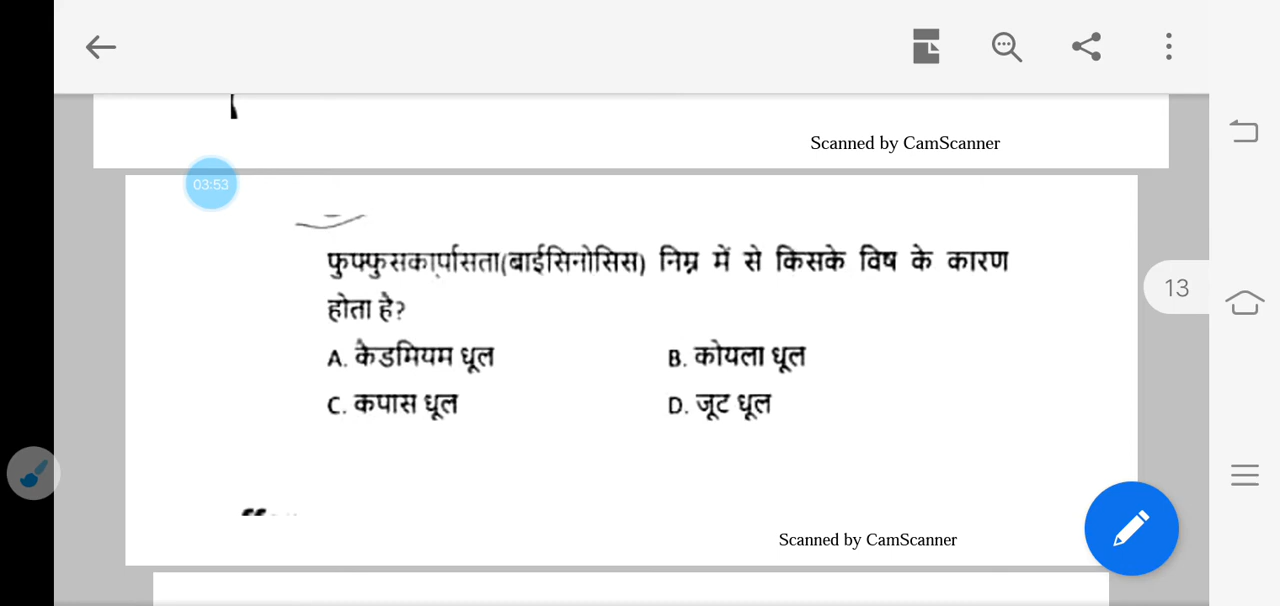 Scanned by CamScanner
03:53
फुफ्फुसकार्पासता(बाईसिनोसिस) निम्न में से किसके विष के कारण
13
होता है?
A. कैडमियम धूल B. कोयला धूल
C. कपास धूल D. जूट धूल
Scanned by CamScanner